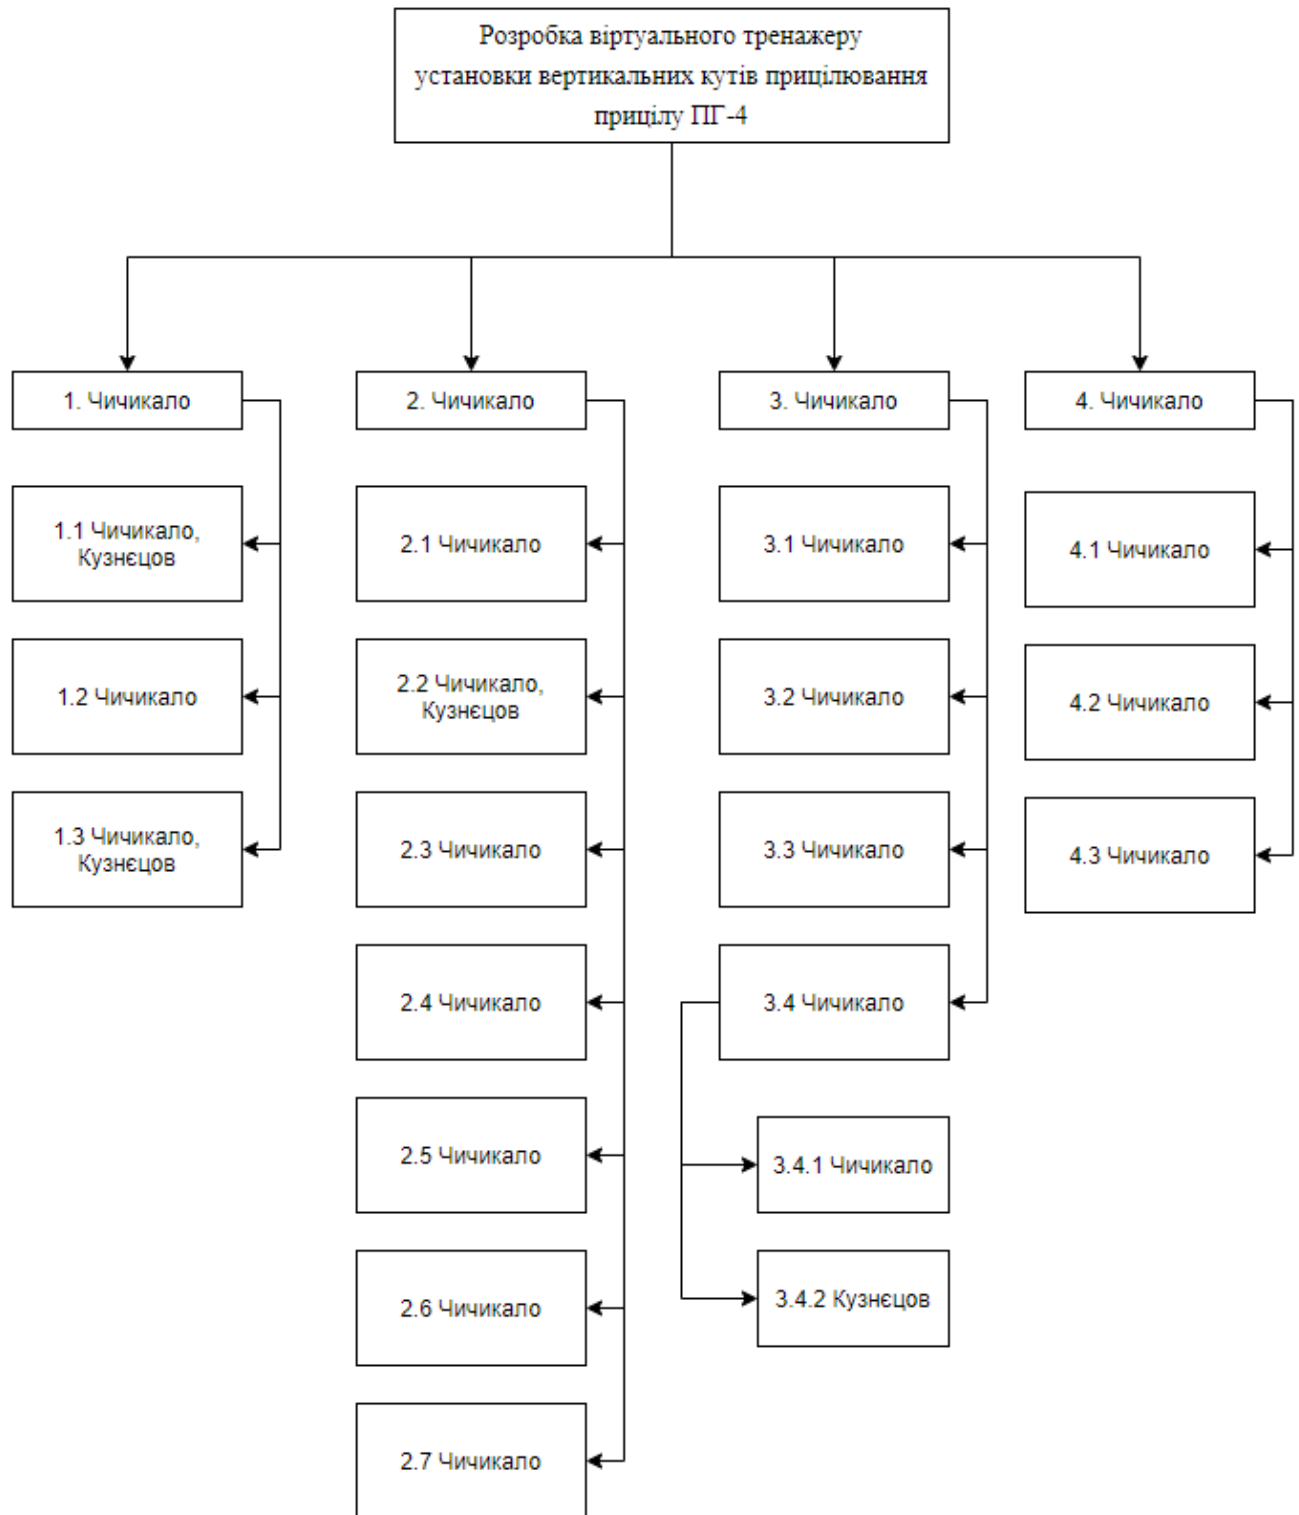 Розробка віртуального тренажеру
установки вертикальних кутів прицілювання
прицілу ПГ-4
1. Чичикало
2. Чичикало
3. Чичикало
4. Чичикало
1.1 Чичикало,
Кузнєцов
2.1 Чичикало
3.1 Чичикало
4.1 Чичикало
1.2 Чичикало
2.2 Чичикало,
Кузнєцов
3.2 Чичикало
4.2 Чичикало
1.3 Чичикало,
Кузнєцов
2.3 Чичикало
3.3 Чичикало
4.3 Чичикало
2.4 Чичикало
3.4 Чичикало
2.5 Чичикало
3.4.1 Чичикало
2.6 Чичикало
3.4.2 Кузнєцов
2.7 Чичикало